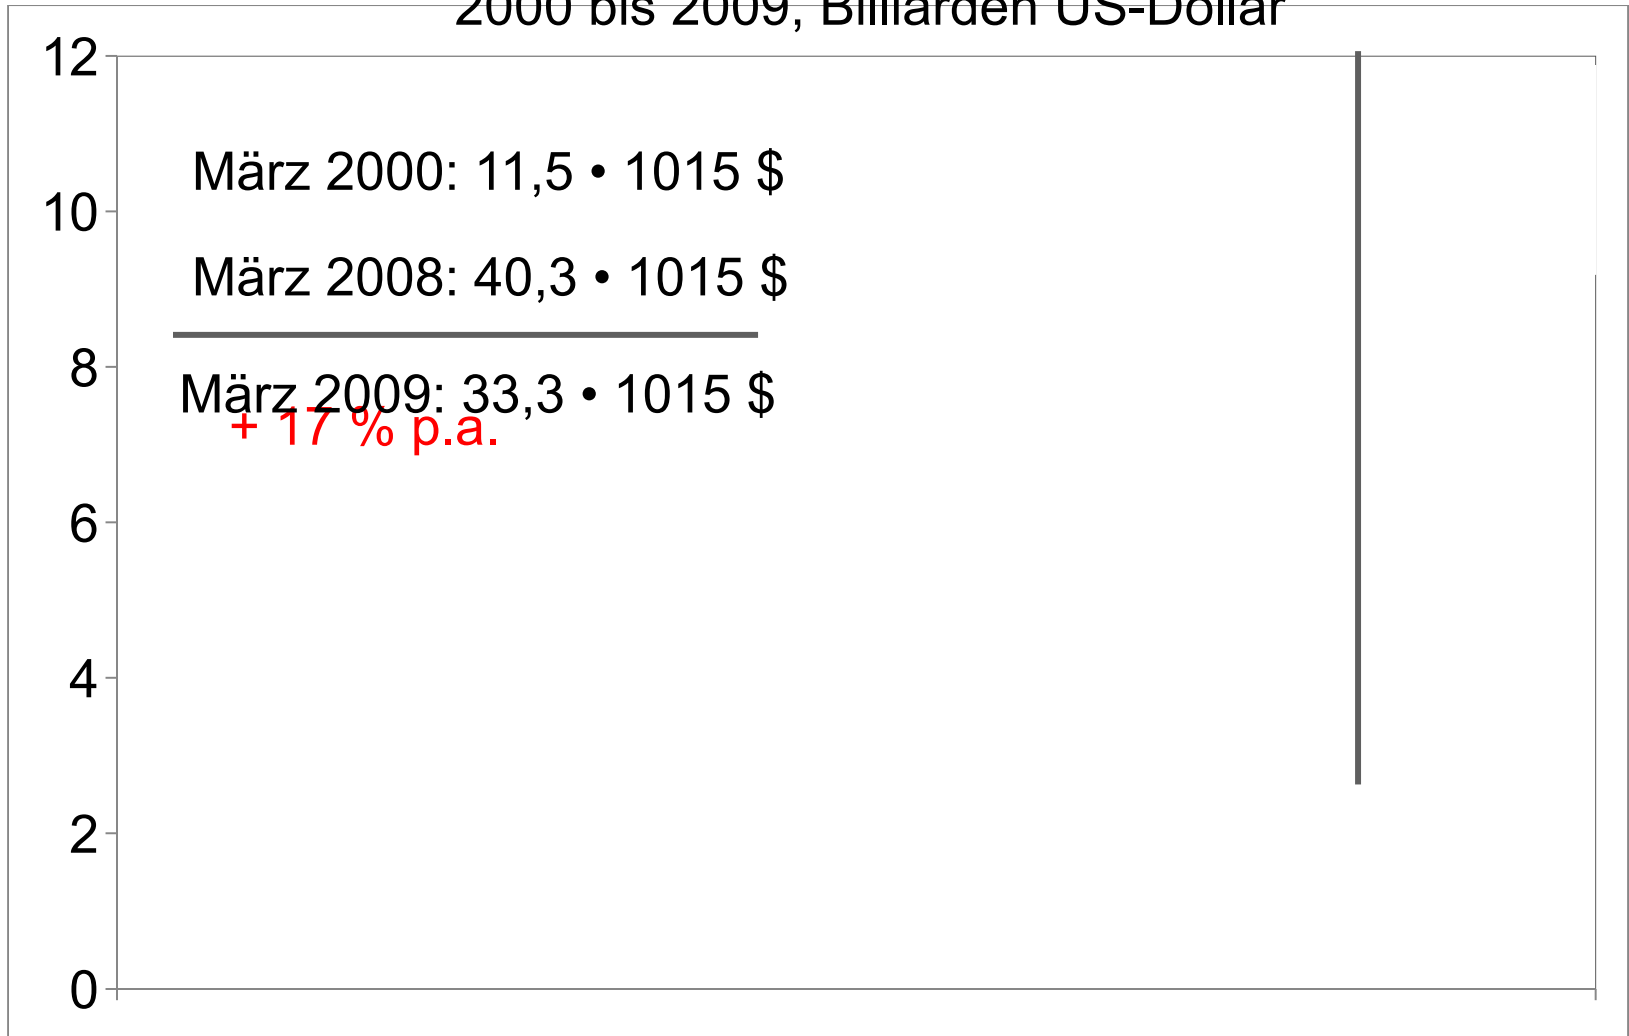 2000 bis 2009, Billiarden US-Dollar
12
März 2000: 11,5 • 1015 $
10
März 2008: 40,3 • 1015 $
8
März 2009: 33,3 • 1015 $
+ 17 % p.a.
6
4
2
0